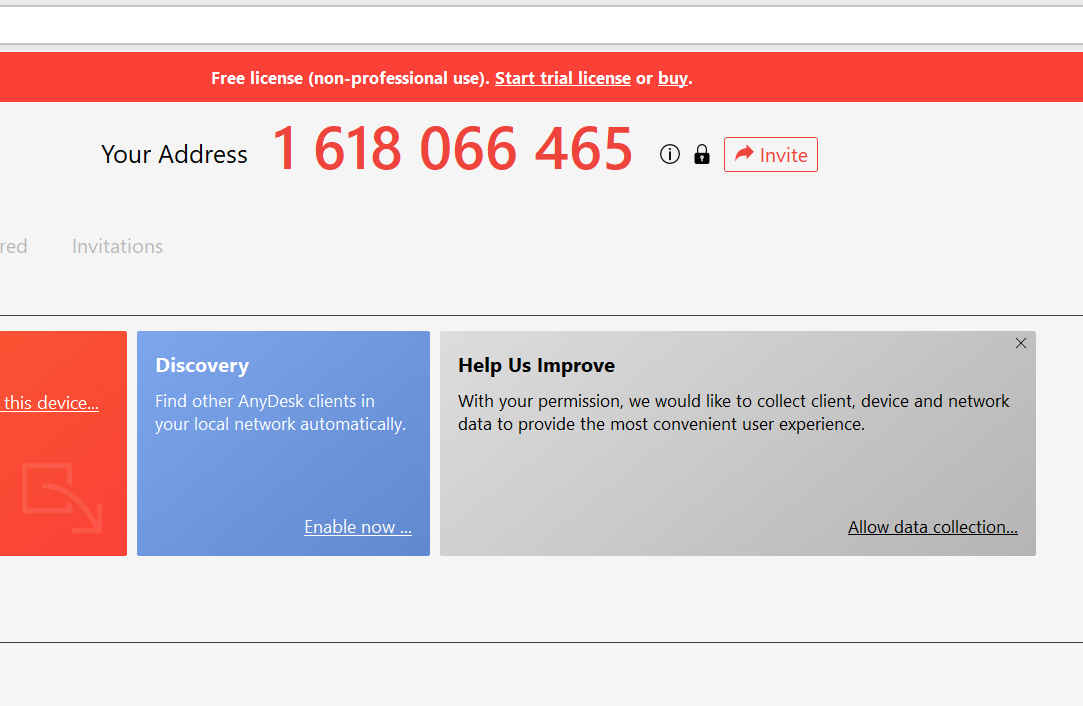 Free license (non-professional use). Start trial license or buy.
Your Address 1 618 066 465 Invite
red Invitations
this device...
Discovery
Find other AnyDesk clients in
your local network automatically.
Enable now ...
Help Us Improve
With your permission, we would like to collect client, device and network
data to provide the most convenient user experience.
Allow data collection...